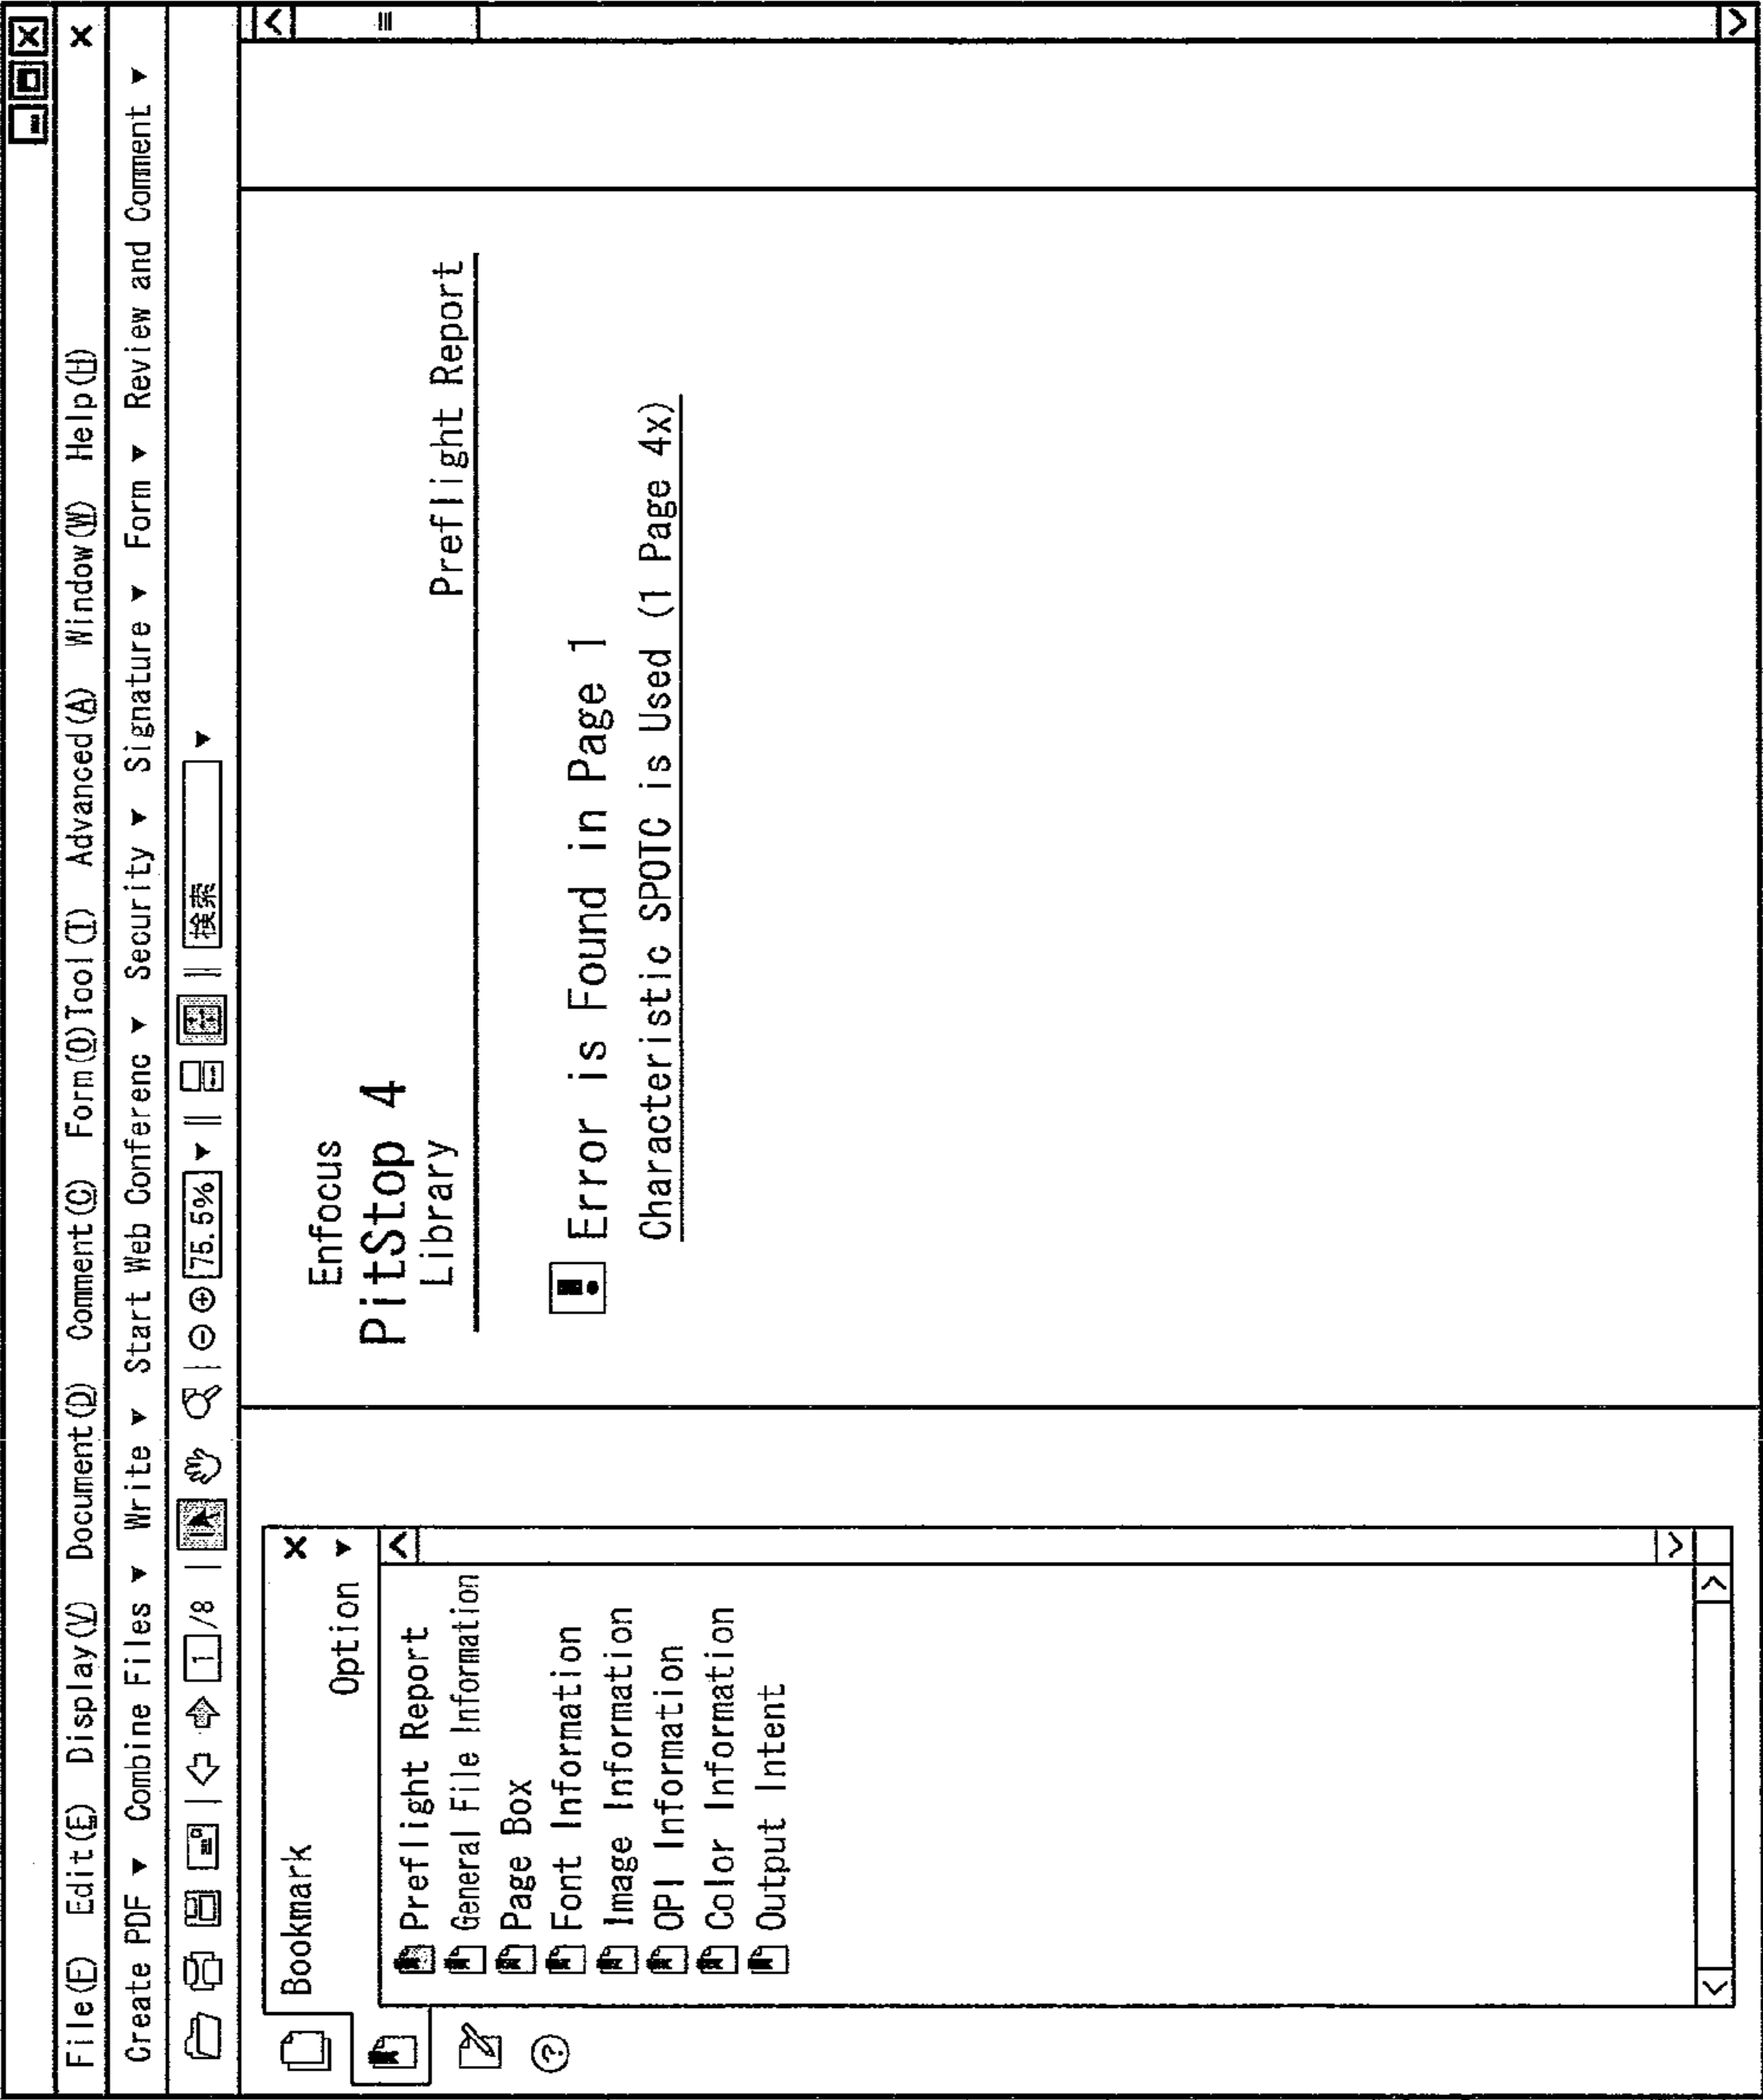 File(F) Edit(E) Display(V) Document(D) Comment(C) Form(O)Tool(T) Advanced(A) Window(W) Help(H)
Create PDF Combine Files Write Start Web Conferenc Security Signature Form Review and Comment
1/8 75.5% 検索
Bookmark
Option
Preflight Report
General File Information
Page Box
Font Information
Image Information
OPI Information
Color Information
Output Intent
Enfocus
PitStop 4
Library
Preflight Report
Error is Found in Page 1
Characteristic SPOTC is Used (1 Page 4x)